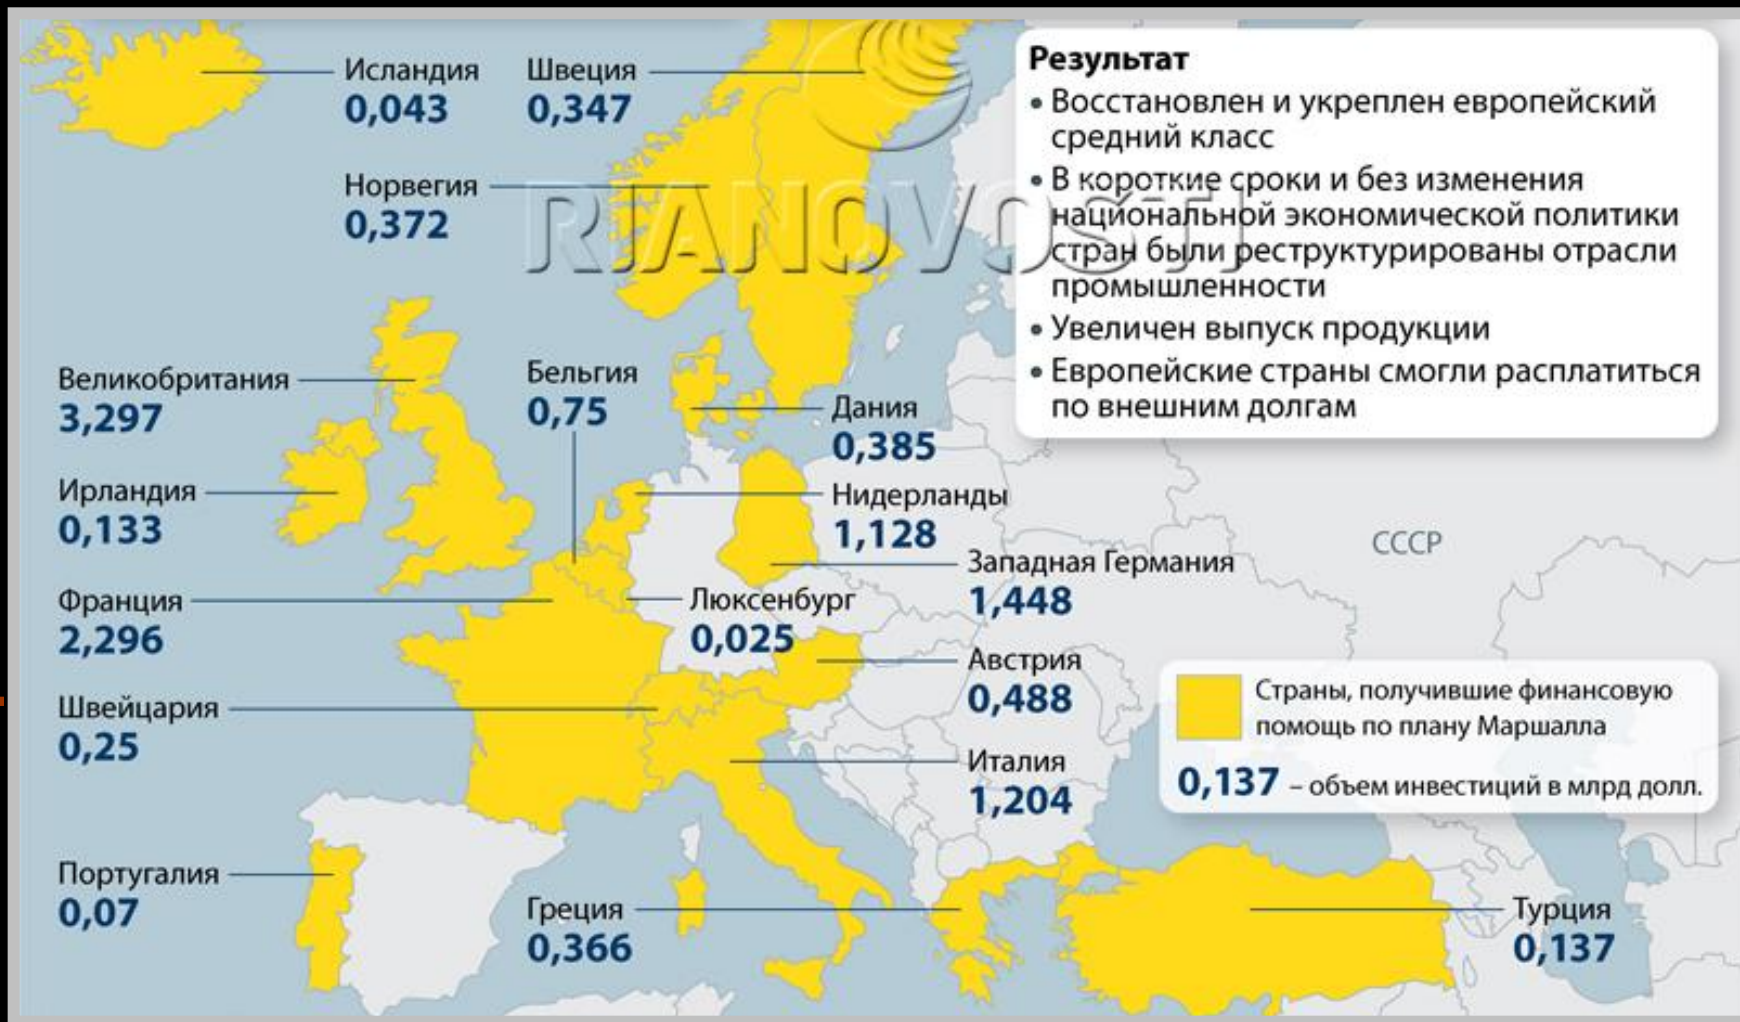 Исландия
0,043
Швеция
0,347
Норвегия
0,372
RIANOVOSTI
Результат
• Восстановлен и укреплен европейский
средний класс
• В короткие сроки и без изменения
национальной экономической политики
стран были реструктурированы отрасли
промышленности
• Увеличен выпуск продукции
• Европейские страны смогли расплатиться
по внешним долгам
Великобритания
3,297
Бельгия
0,75
Дания
0,385
Ирландия
0,133
Нидерланды
1,128
СССР
Западная Германия
1,448
Франция
2,296
Люксенбург
0,025
Австрия
0,488
Швейцария
0,25
Италия
1,204
Страны, получившие финансовую
помощь по плану Маршалла
0,137 – объем инвестиций в млрд долл.
Португалия
0,07
Греция
0,366
Турция
0,137